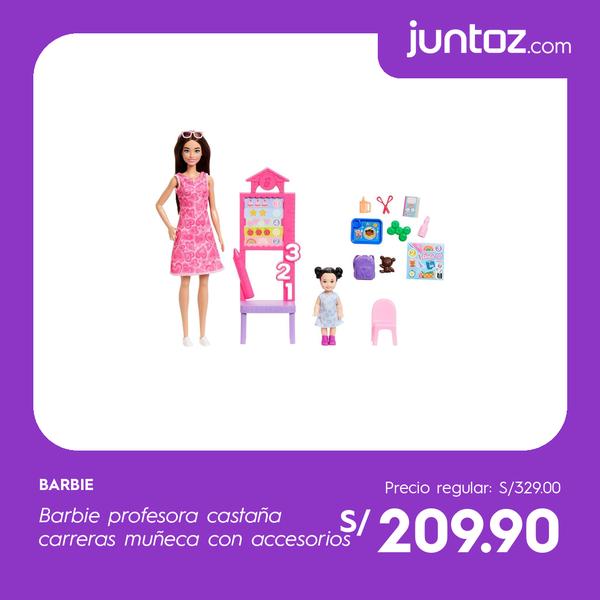 juntoz.com
3
2
1
BARBIE
Precio regular: S/329.00
Barbie profesora castaña
carreras muñeca con accesorios
S/209.90